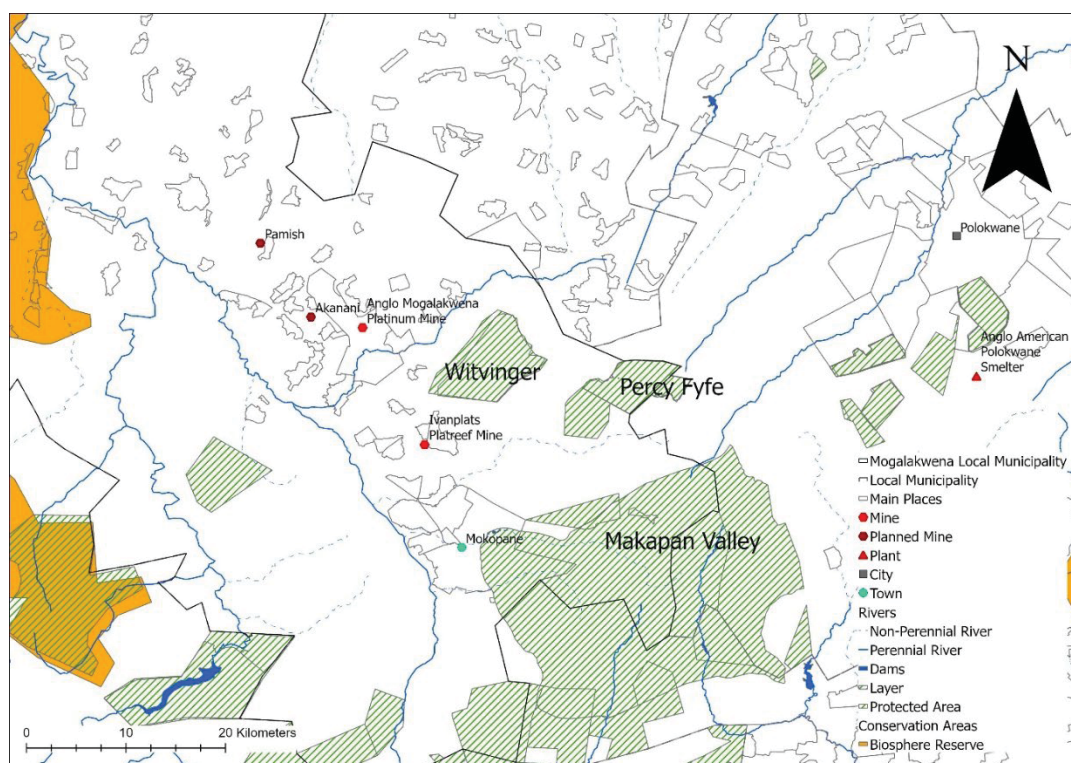 N
Polokwane
Pamish
Akanani
Anglo Mogalakwena
Platinum Mine
Anglo American
Polokwane
Smelter
Witvinger
Percy Fyfe
Ivanplats
Platreef Mine
Mokopane
Makapan Valley
Mogalakwena Local Municipality
Local Municipality
Main Places
Mine
Planned Mine
Plant
City
Town
Rivers
Non-Perennial River
Perennial River
Dams
Layer
Protected Area
Conservation Areas
Biosphere Reserve
0 10 20 Kilometers